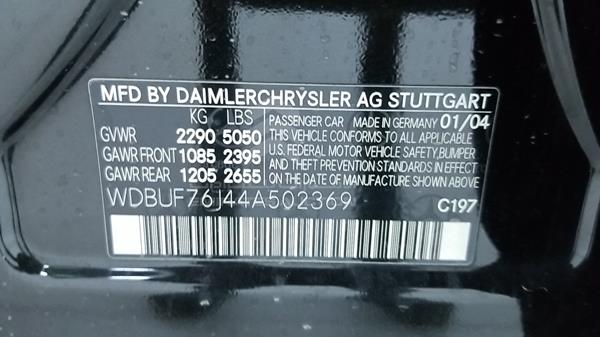 MFD BY DAIMLERCHRYSLER AG STUTTGART
KG LBS PASSENGER CAR MADE IN GERMANY 01/04
GVWR 2290 5050 THIS VEHICLE CONFORMS TO ALL APPLICABLE
GAWR FRONT 1085 2395 U.S. FEDERAL MOTOR VEHICLE SAFETY, BUMPER
GAWR REAR 1205 2655 AND THEFT PREVENTION STANDARDS IN EFFECT
ON THE DATE OF MANUFACTURE SHOWN ABOVE.
WDBUF76J44A502369 C197